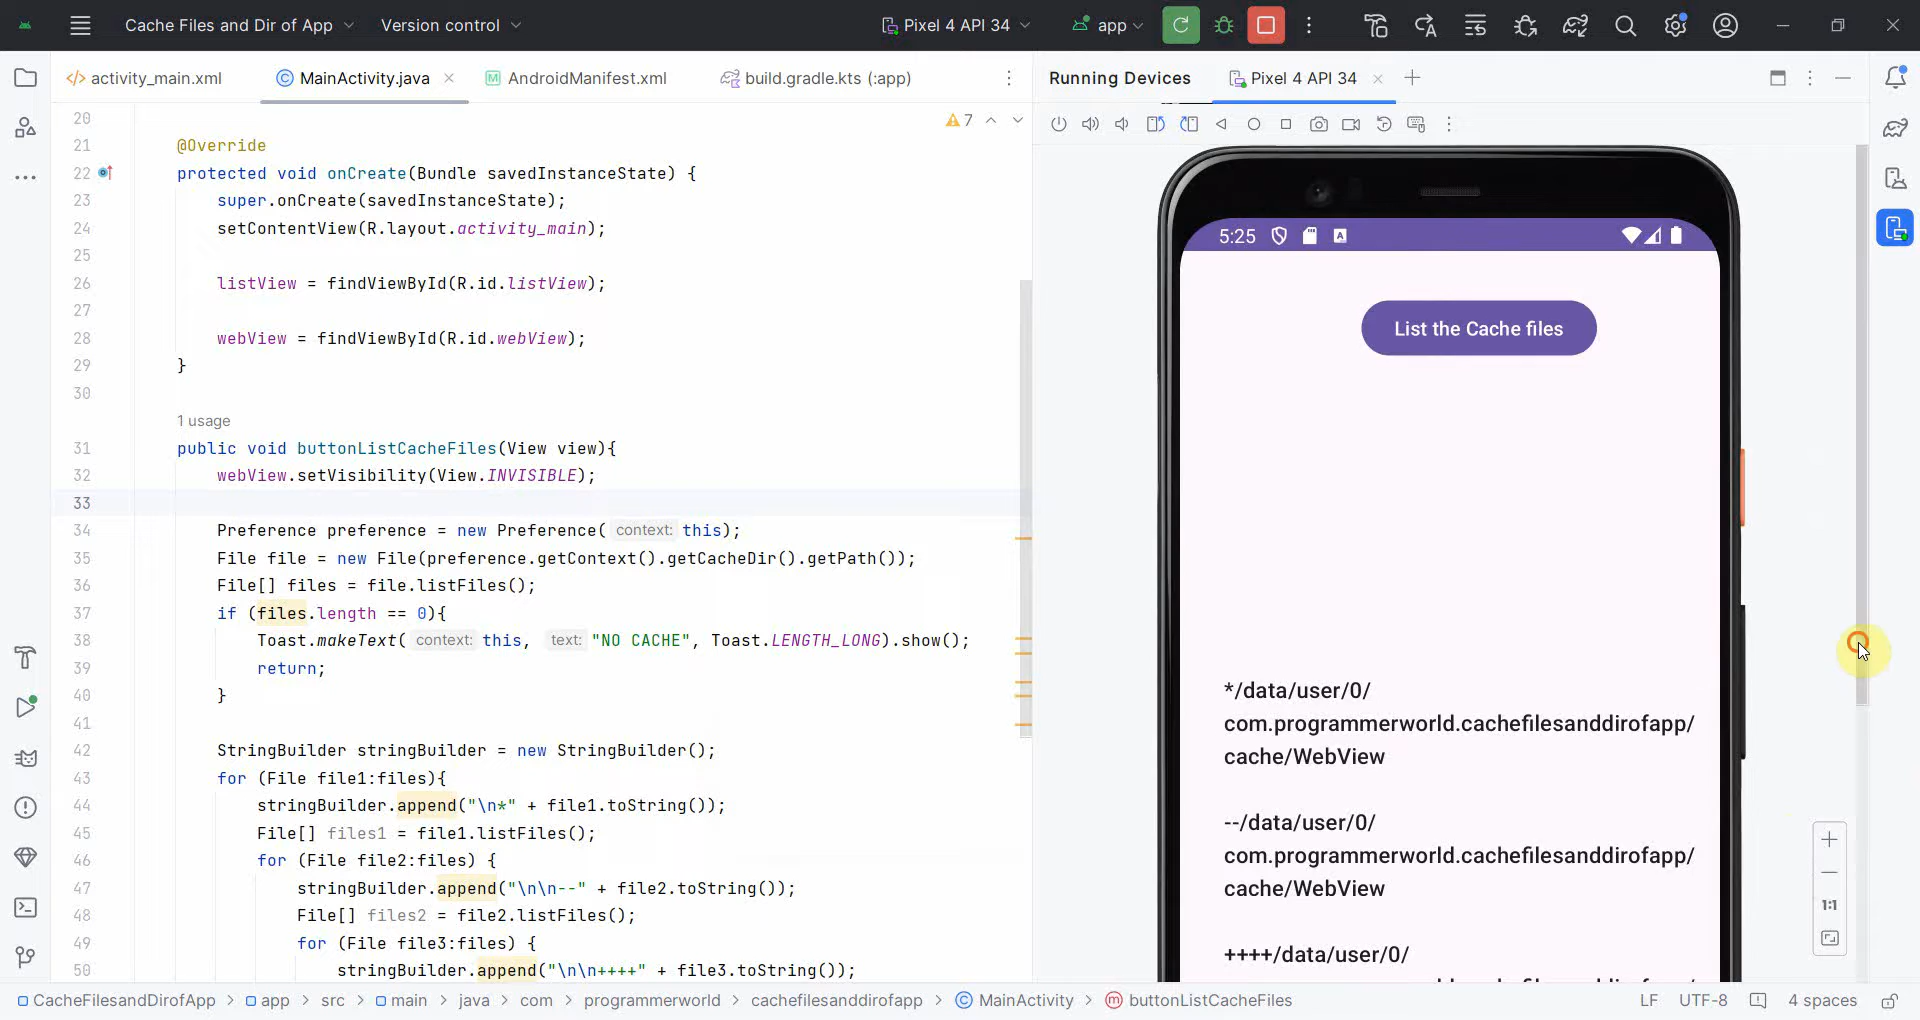 Cache Files and Dir of App
Version control
Pixel 4 API 34
app
activity_main.xml
MainActivity.java
AndroidManifest.xml
build.gradle.kts (:app)
Running Devices
Pixel 4 API 34
7
20
21 @Override
22 protected void onCreate(Bundle savedInstanceState) {
23 super.onCreate(savedInstanceState);
24 setContentView(R.layout.activity_main);
25
26 listView = findViewById(R.id.listView);
27
28 webView = findViewById(R.id.webView);
29 }
30
1 usage
31 public void buttonListCacheFiles(View view){
32 webView.setVisibility(View.INVISIBLE);
33
34 Preference preference = new Preference( context: this);
35 File file = new File(preference.getContext().getCacheDir().getPath());
36 File[] files = file.listFiles();
37 if (files.length == 0){
38 Toast.makeText( context: this, text: "NO CACHE", Toast.LENGTH_LONG).show();
39 return;
40 }
41
42 StringBuilder stringBuilder = new StringBuilder();
43 for (File file1:files){
44 stringBuilder.append("\n*" + file1.toString());
45 File[] files1 = file1.listFiles();
46 for (File file2:files) {
47 stringBuilder.append("\n\n--" + file2.toString());
48 File[] files2 = file2.listFiles();
49 for (File file3:files) {
50 stringBuilder.append("\n\n++++" + file3.toString());
5:25
A
List the Cache files
*/data/user/0/
com.programmerworld.cachefilesanddirofapp/
cache/WebView
--/data/user/0/
com.programmerworld.cachefilesanddirofapp/
cache/WebView
++++/data/user/0/
1:1
CacheFilesandDirofApp > app > src > main > java > com > programmerworld > cachefilesanddirofapp > MainActivity > buttonListCacheFiles
LF UTF-8 4 spaces